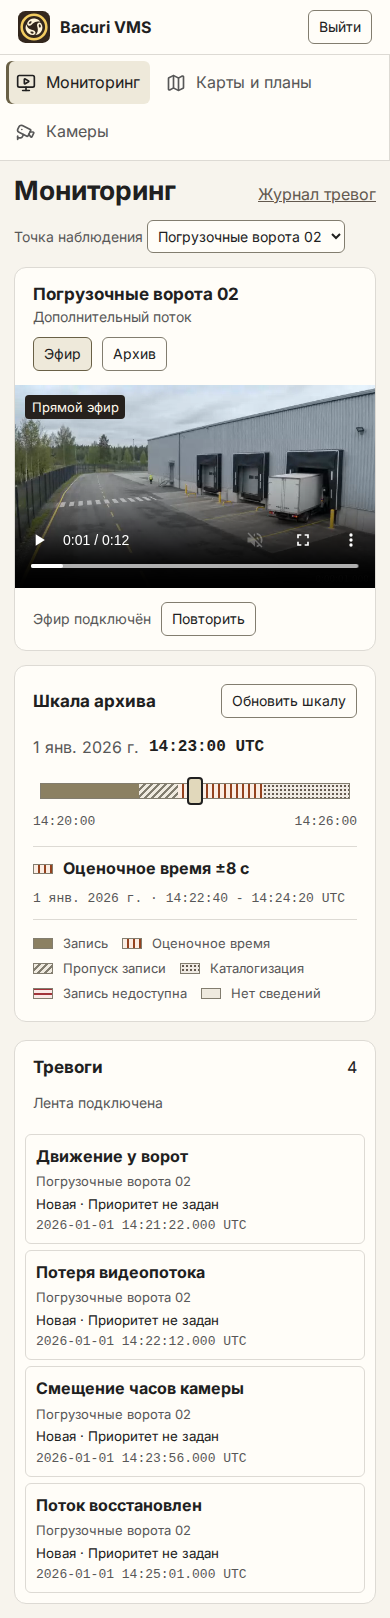 Bacuri VMS
Выйти
Мониторинг
Карты и планы
Камеры
Мониторинг
Журнал тревог
Точка наблюдения
Погрузочные ворота 02
Погрузочные ворота 02
Дополнительный поток
Эфир
Архив
Прямой эфир
0:01 / 0:12
Эфир подключён
Повторить
Шкала архива
Обновить шкалу
1 янв. 2026 г. 14:23:00 UTC
14:20:00
14:26:00
Оценочное время ±8 с
1 янв. 2026 г. · 14:22:40 - 14:24:20 UTC
Запись
Оценочное время
Пропуск записи
Каталогизация
Запись недоступна
Нет сведений
Тревоги
4
Лента подключена
Движение у ворот
Погрузочные ворота 02
Новая · Приоритет не задан
2026-01-01 14:21:22.000 UTC
Потеря видеопотока
Погрузочные ворота 02
Новая · Приоритет не задан
2026-01-01 14:22:12.000 UTC
Смещение часов камеры
Погрузочные ворота 02
Новая · Приоритет не задан
2026-01-01 14:23:56.000 UTC
Поток восстановлен
Погрузочные ворота 02
Новая · Приоритет не задан
2026-01-01 14:25:01.000 UTC